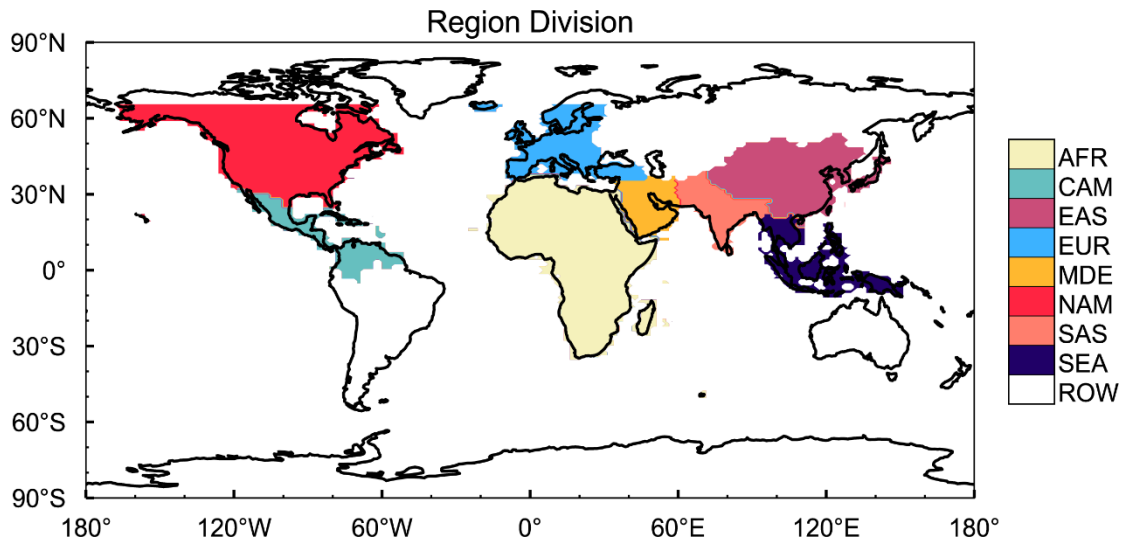 Region Division
90°N
60°N
30°N
0°
30°S
60°S
90°S
180°
120°W
60°W
0°
60°E
120°E
180°
AFR
CAM
EAS
EUR
MDE
NAM
SAS
SEA
ROW